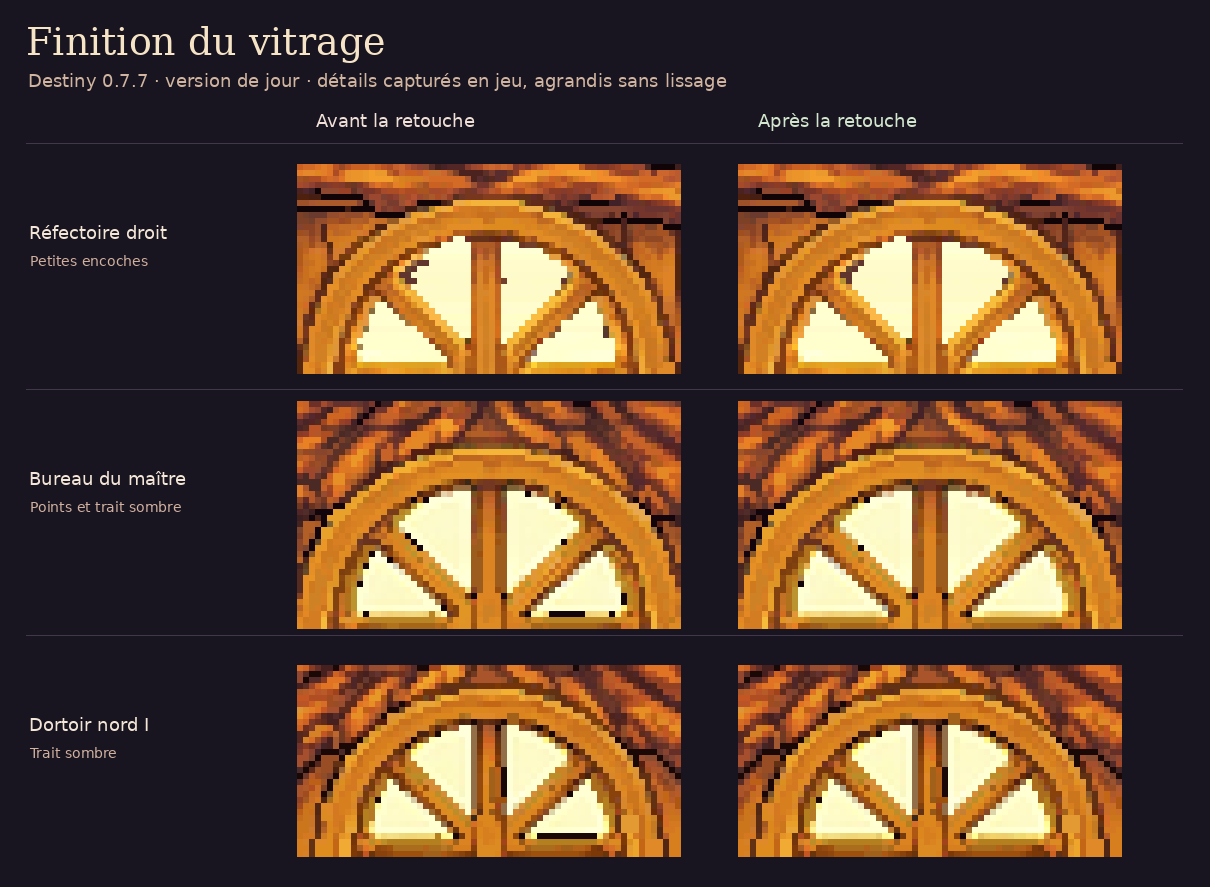 Finition du vitrage
Destiny 0.7.7 · version de jour · détails capturés en jeu, agrandis sans lissage
Avant la retouche
Après la retouche
Réfectoire droit
Petites encoches
Bureau du maître
Points et trait sombre
Dortoir nord I
Trait sombre